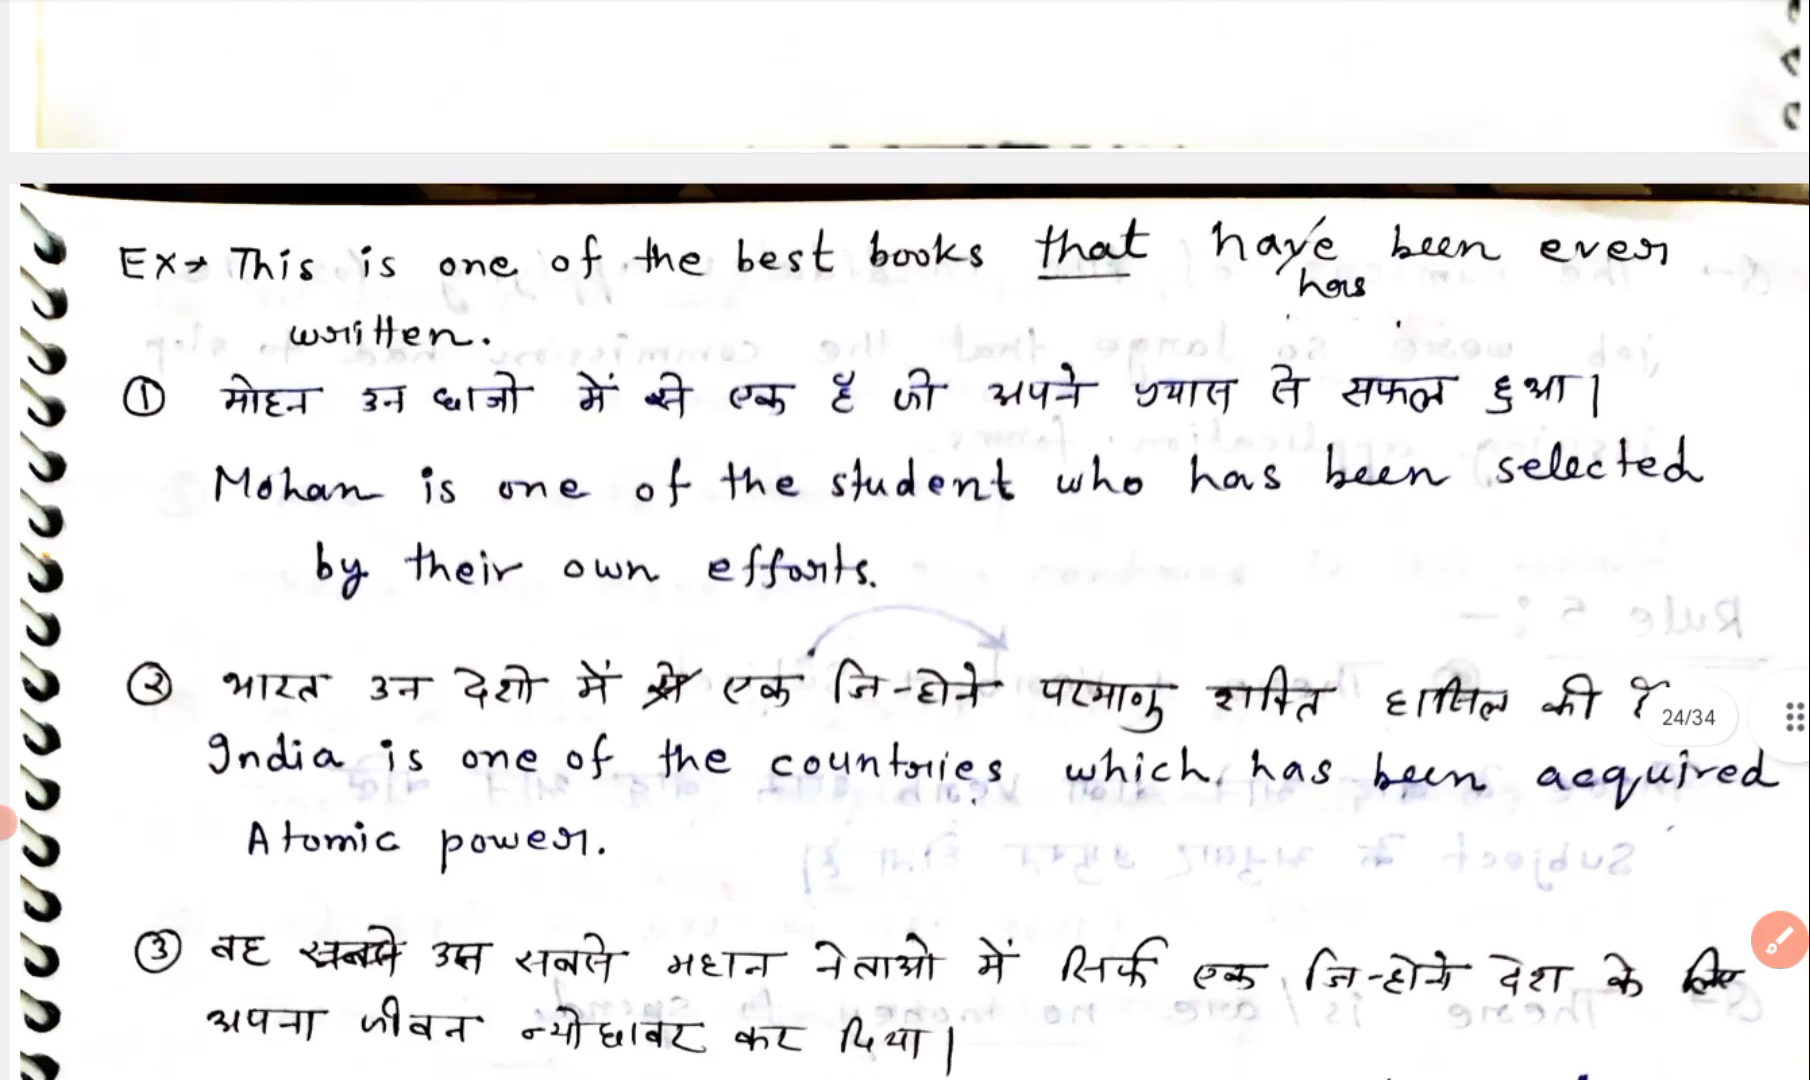 Ex→ This is one of the best books that have been ever
has
written.
① मोहन उन छात्रो में से एक है जो अपने प्रयास से सफल हुआ।
Mohan is one of the student who has been selected
by their own efforts.
② भारत उन देशो में से एक जिन्होने परमाणु शक्ति हासिल की है
24/34
India is one of the countries which has been acquired
Atomic power.
③ वह उन सबसे महान नेताओ में सिर्फ एक जिन्होने देश के लिए
अपना जीवन न्योछावर कर दिया।